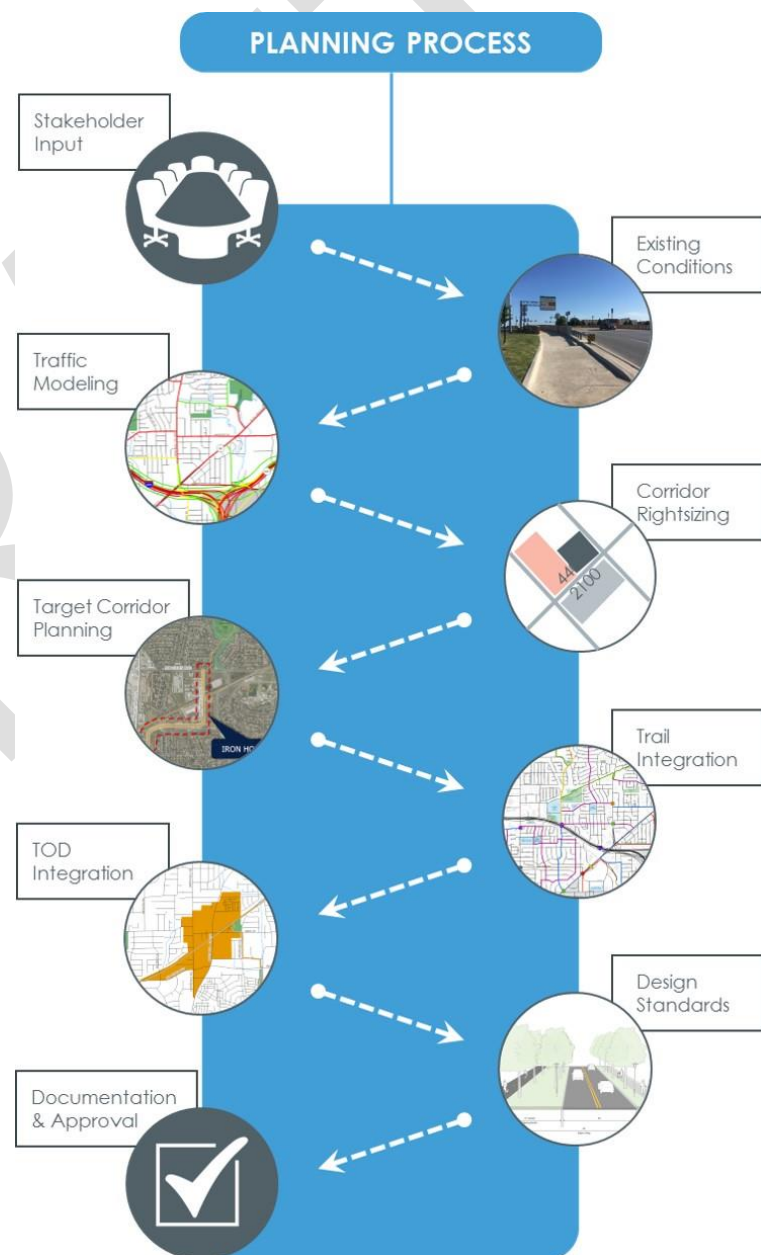 PLANNING PROCESS
Stakeholder
Input
Existing
Conditions
Traffic
Modeling
Corridor
Rightsizing
44
2100
Target Corridor
Planning
IRON HO
Trail
Integration
TOD
Integration
Design
Standards
Documentation
& Approval